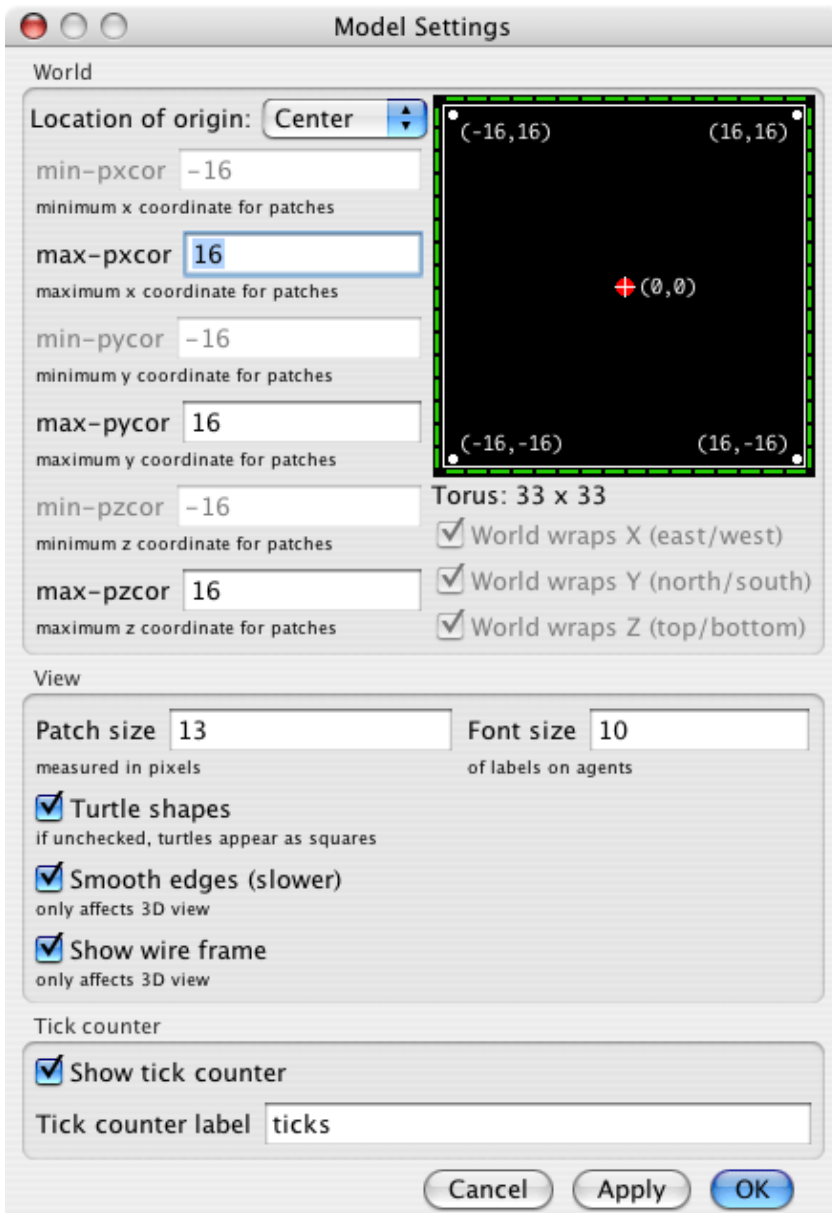 Model Settings
World
Location of origin: Center
min-pxcor -16
minimum x coordinate for patches
max-pxcor 16
maximum x coordinate for patches
min-pycor -16
minimum y coordinate for patches
max-pycor 16
maximum y coordinate for patches
min-pzcor -16
minimum z coordinate for patches
max-pzcor 16
maximum z coordinate for patches
(-16,16) (16,16)
(0,0)
(-16,-16) (16,-16)
Torus: 33 x 33
World wraps X (east/west)
World wraps Y (north/south)
World wraps Z (top/bottom)
View
Patch size 13
measured in pixels
Font size 10
of labels on agents
Turtle shapes
if unchecked, turtles appear as squares
Smooth edges (slower)
only affects 3D view
Show wire frame
only affects 3D view
Tick counter
Show tick counter
Tick counter label ticks
Cancel Apply OK